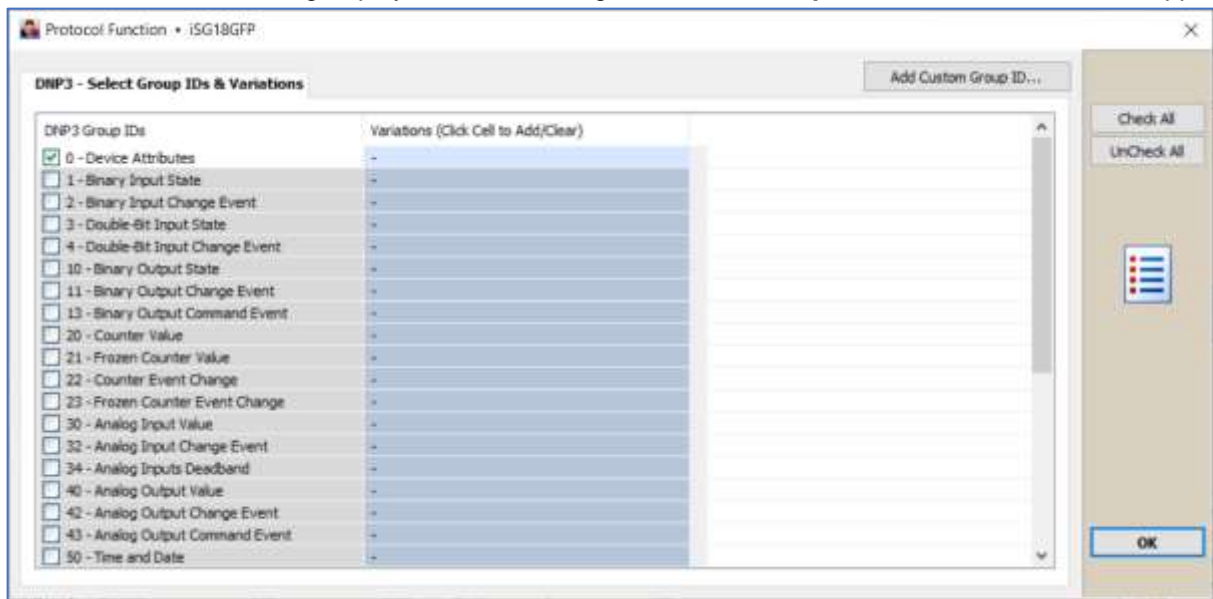 Protocol Function • iSG18GFP
DNP3 - Select Group IDs & Variations
Add Custom Group ID...
DNP3 Group IDs Variations (Click Cell to Add/Clear)
0 - Device Attributes -
1 - Binary Input State -
2 - Binary Input Change Event -
3 - Double-Bit Input State -
4 - Double-Bit Input Change Event -
10 - Binary Output State -
11 - Binary Output Change Event -
13 - Binary Output Command Event -
20 - Counter Value -
21 - Frozen Counter Value -
22 - Counter Event Change -
23 - Frozen Counter Event Change -
30 - Analog Input Value -
32 - Analog Input Change Event -
34 - Analog Inputs Deadband -
40 - Analog Output Value -
42 - Analog Output Change Event -
43 - Analog Output Command Event -
50 - Time and Date -
Check All
UnCheck All
OK